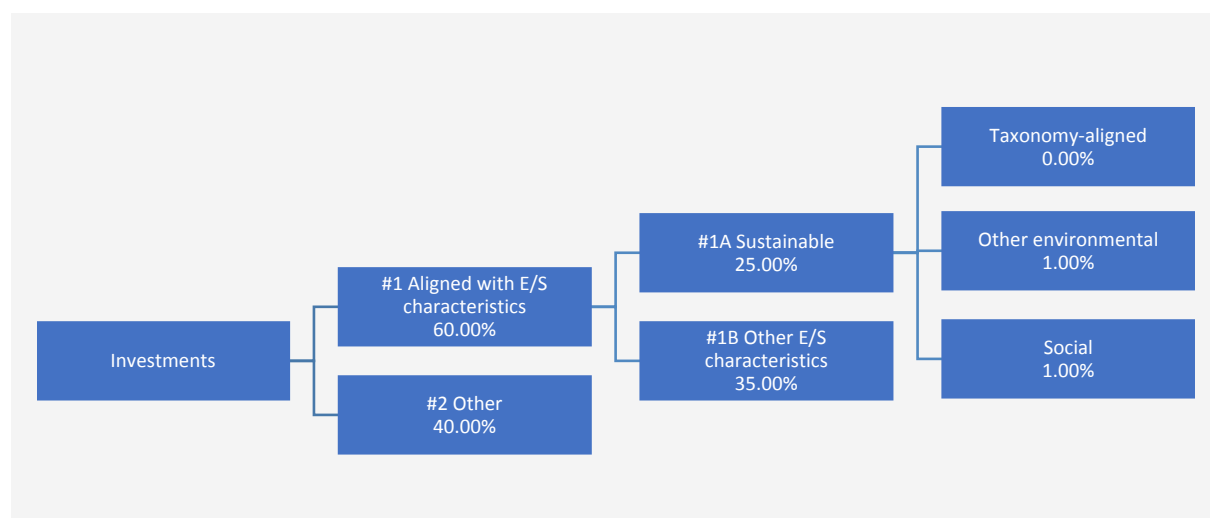 Investments
#1 Aligned with E/S
characteristics
60.00%
#2 Other
40.00%
#1A Sustainable
25.00%
#1B Other E/S
characteristics
35.00%
Taxonomy-aligned
0.00%
Other environmental
1.00%
Social
1.00%